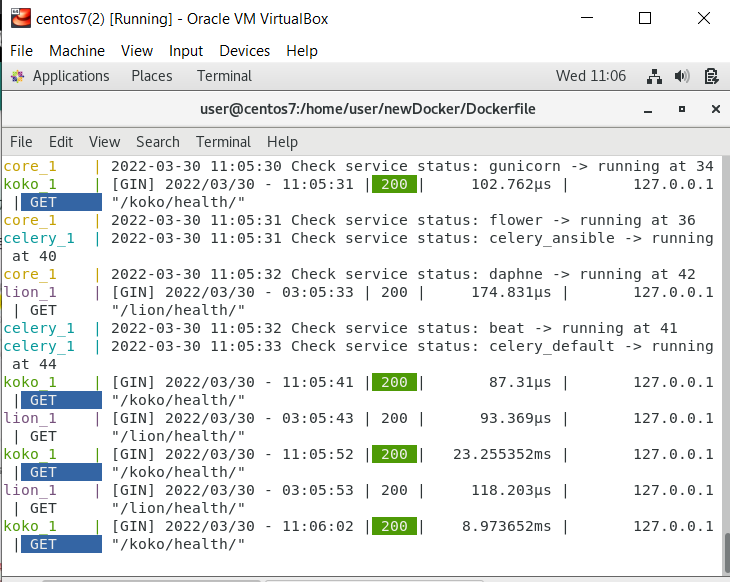 centos7(2) [Running] - Oracle VM VirtualBox
File Machine View Input Devices Help
Applications Places Terminal Wed 11:06
user@centos7:/home/user/newDocker/Dockerfile
File Edit View Search Terminal Help
core_1 | 2022-03-30 11:05:30 Check service status: gunicorn -> running at 34
koko_1 | [GIN] 2022/03/30 - 11:05:31 | 200 | 102.762µs | 127.0.0.1
| GET "/koko/health/"
core_1 | 2022-03-30 11:05:31 Check service status: flower -> running at 36
celery_1 | 2022-03-30 11:05:31 Check service status: celery_ansible -> running
at 40
core_1 | 2022-03-30 11:05:32 Check service status: daphne -> running at 42
lion_1 | [GIN] 2022/03/30 - 03:05:33 | 200 | 174.831µs | 127.0.0.1
| GET "/lion/health/"
celery_1 | 2022-03-30 11:05:32 Check service status: beat -> running at 41
celery_1 | 2022-03-30 11:05:33 Check service status: celery_default -> running
at 44
koko_1 | [GIN] 2022/03/30 - 11:05:41 | 200 | 87.31µs | 127.0.0.1
| GET "/koko/health/"
lion_1 | [GIN] 2022/03/30 - 03:05:43 | 200 | 93.369µs | 127.0.0.1
| GET "/lion/health/"
koko_1 | [GIN] 2022/03/30 - 11:05:52 | 200 | 23.255352ms | 127.0.0.1
| GET "/koko/health/"
lion_1 | [GIN] 2022/03/30 - 03:05:53 | 200 | 118.203µs | 127.0.0.1
| GET "/lion/health/"
koko_1 | [GIN] 2022/03/30 - 11:06:02 | 200 | 8.973652ms | 127.0.0.1
| GET "/koko/health/"